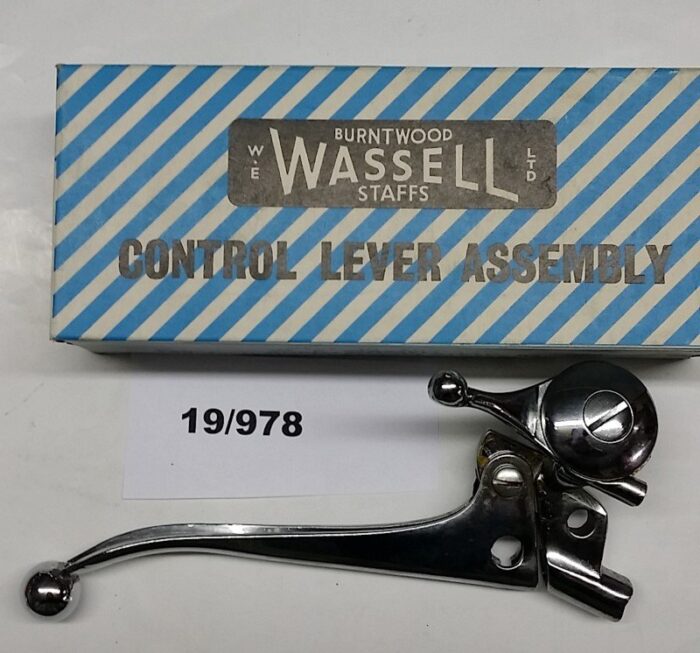 BURNTWOOD
W.E WASSELL LTD
STAFFS
CONTROL LEVER ASSEMBLY
19/978